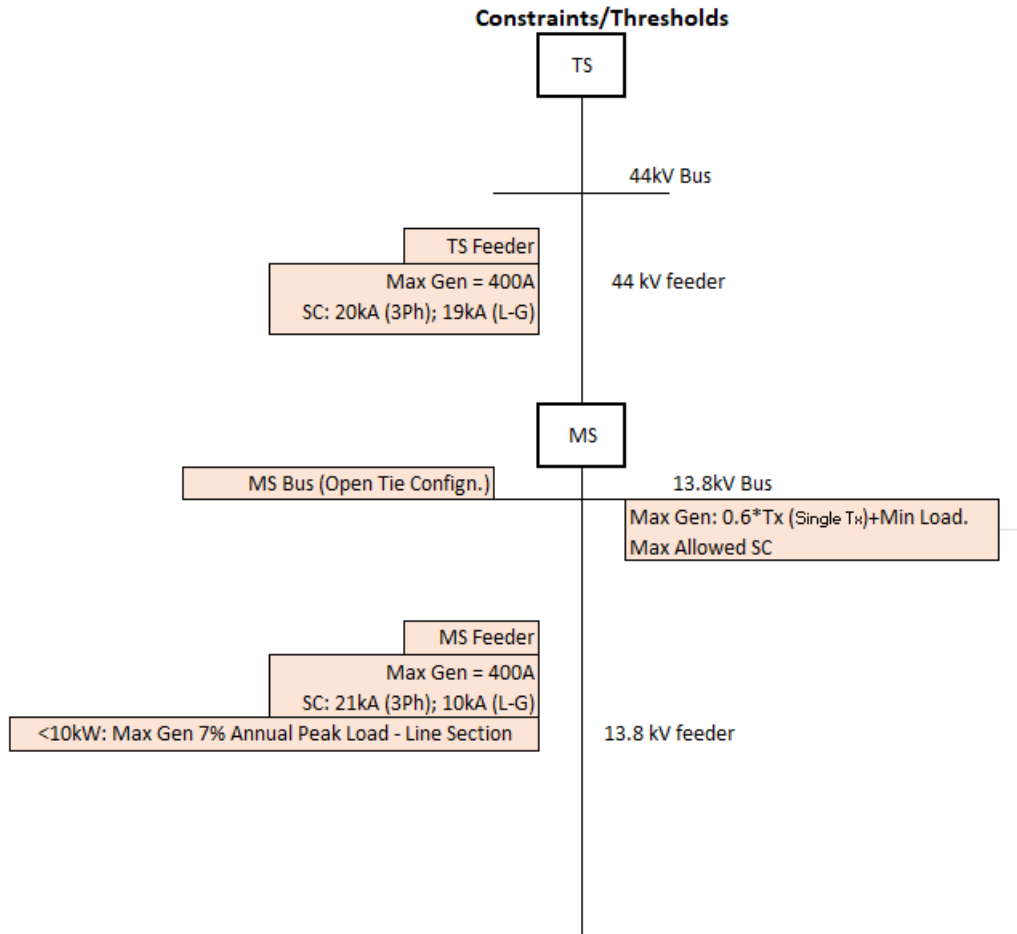 Constraints/Thresholds
TS
44kV Bus
TS Feeder
Max Gen = 400A
SC: 20kA (3Ph); 19kA (L-G)
44 kV feeder
MS
MS Bus (Open Tie Confign.)
13.8kV Bus
Max Gen: 0.6*Tx (Single Tx)+Min Load.
Max Allowed SC
MS Feeder
Max Gen = 400A
SC: 21kA (3Ph); 10kA (L-G)
<10kW: Max Gen 7% Annual Peak Load - Line Section
13.8 kV feeder